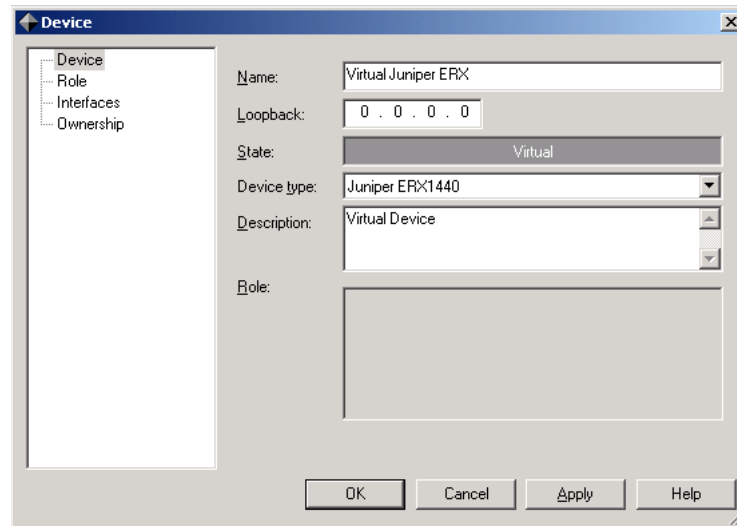 Device
Device
Role
Interfaces
Ownership
Name: Virtual Juniper ERX
Loopback: 0 . 0 . 0 . 0
State: Virtual
Device type: Juniper ERX1440
Description: Virtual Device
Role:
OK Cancel Apply Help